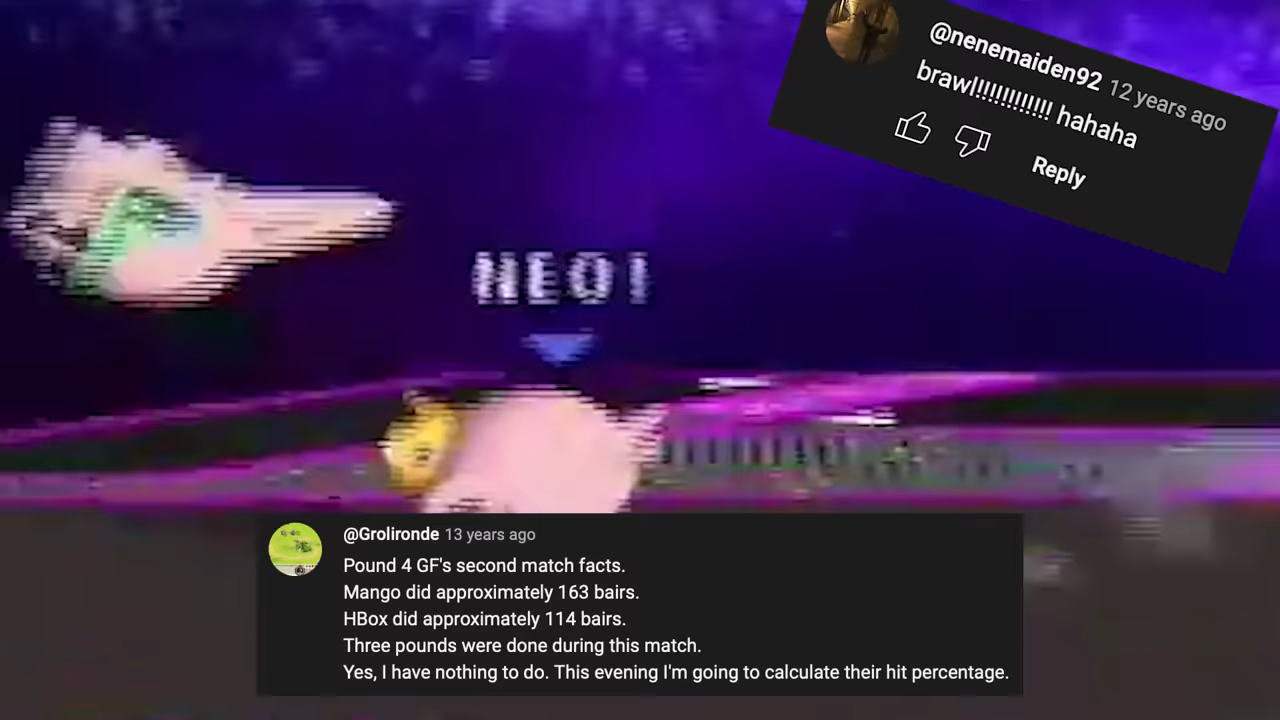 @nenemaiden92 12 years ago
brawl!!!!!!!!!!!! hahaha
Reply
NEO!
@Grolironde 13 years ago
Pound 4 GF's second match facts.
Mango did approximately 163 bairs.
HBox did approximately 114 bairs.
Three pounds were done during this match.
Yes, I have nothing to do. This evening I'm going to calculate their hit percentage.